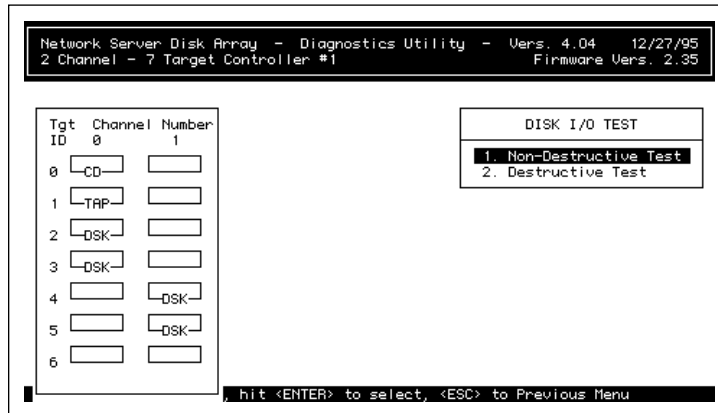 Network Server Disk Array - Diagnostics Utility - Vers. 4.04 12/27/95
2 Channel - 7 Target Controller #1 Firmware Vers. 2.35
Tgt Channel Number
ID 0 1
0 CD
1 TAP
2 DSK
3 DSK
4 DSK
5 DSK
6
DISK I/O TEST
1. Non-Destructive Test
2. Destructive Test
, hit <ENTER> to select, <ESC> to Previous Menu